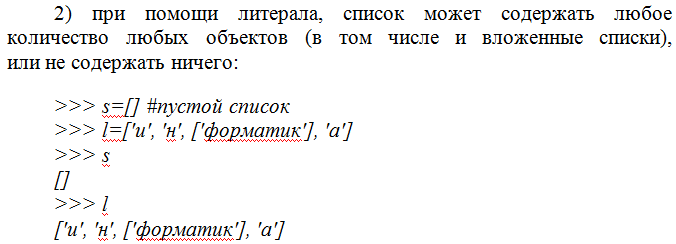 2) при помощи литерала, список может содержать любое
количество любых объектов (в том числе и вложенные списки),
или не содержать ничего:
>>> s=[] #пустой список
>>> l=['и', 'н', ['форматик'], 'а']
>>> s
[]
>>> l
['и', 'н', ['форматик'], 'а']